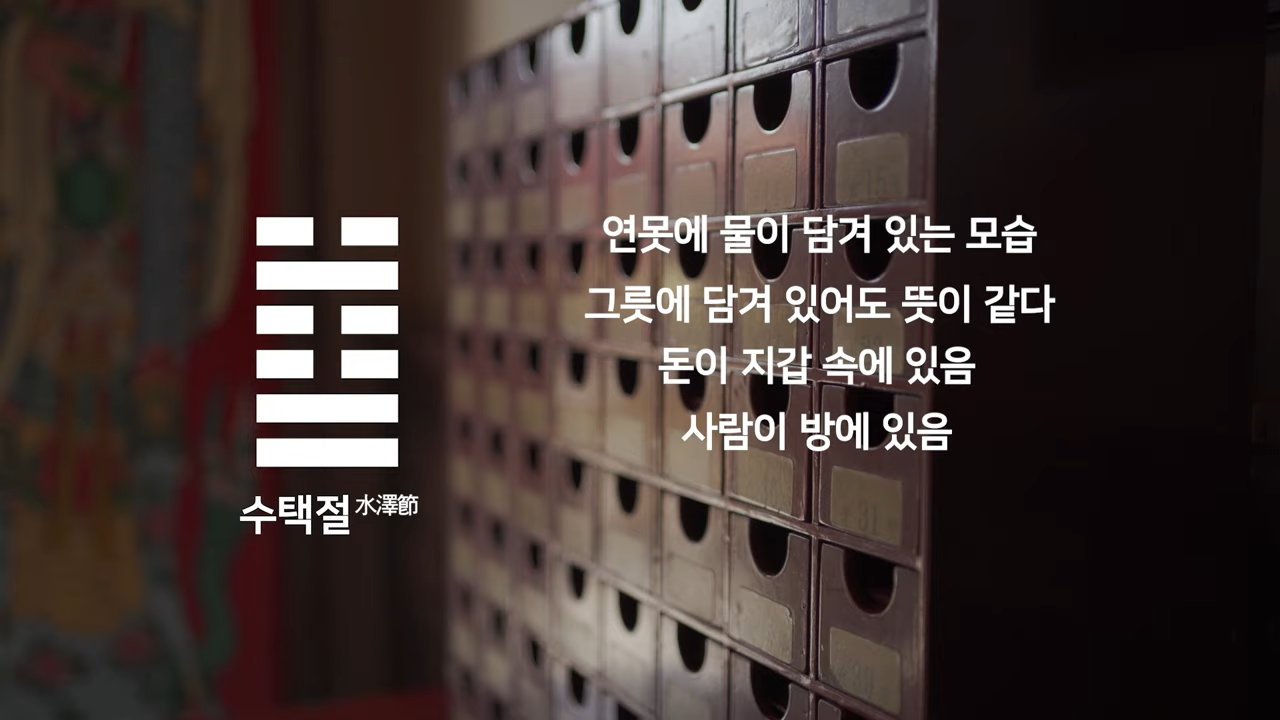 연못에 물이 담겨 있는 모습
그릇에 담겨 있어도 뜻이 같다
돈이 지갑 속에 있음
사람이 방에 있음
수택절 水澤節